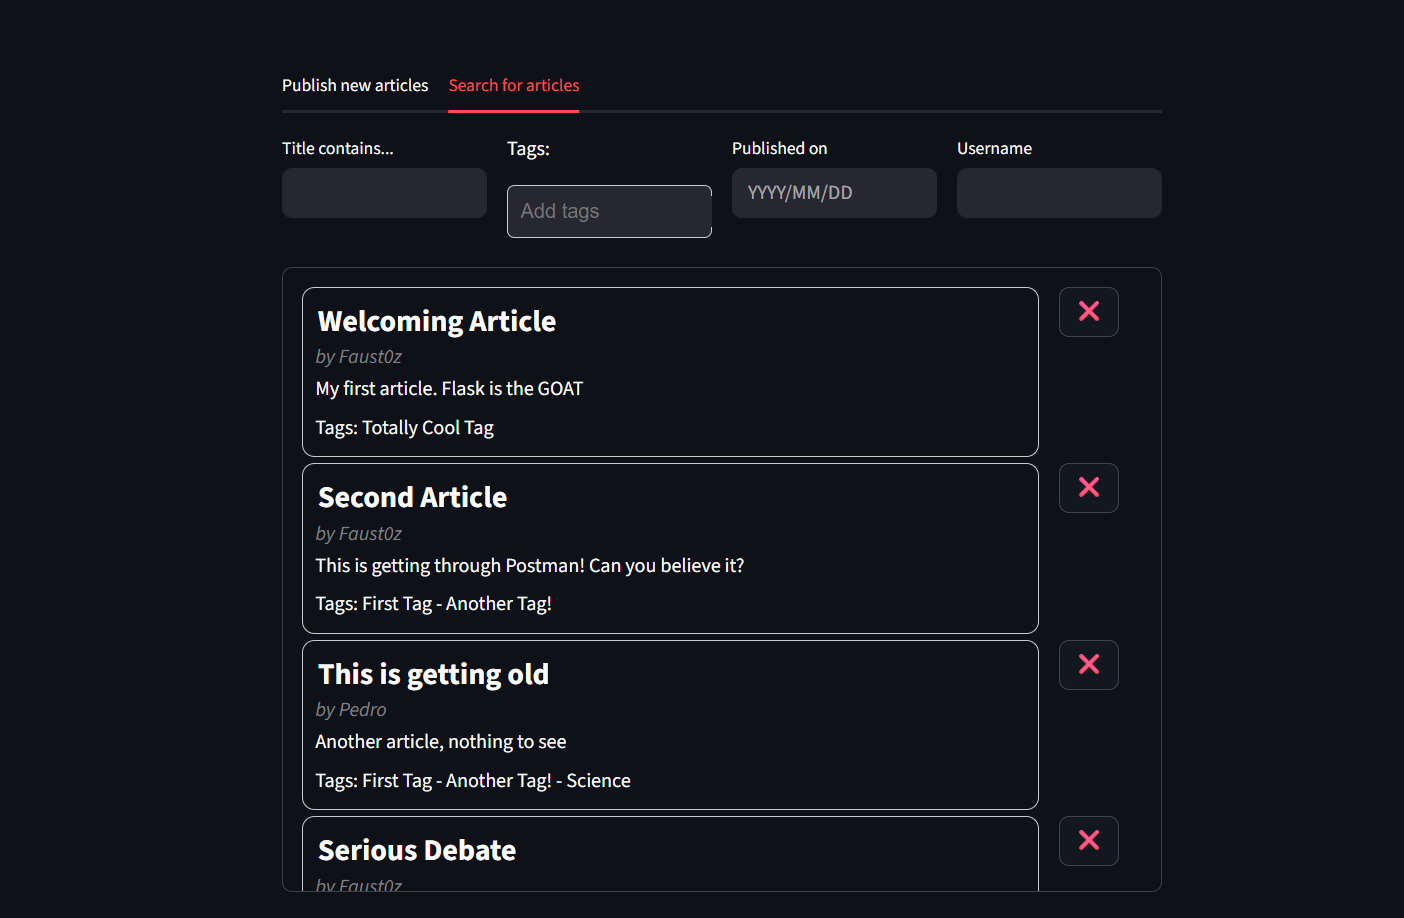 Publish new articles
Search for articles
Title contains...
Tags:
Published on
Username
Add tags
YYYY/MM/DD
Welcoming Article
by Faust0z
My first article. Flask is the GOAT
Tags: Totally Cool Tag
Second Article
by Faust0z
This is getting through Postman! Can you believe it?
Tags: First Tag - Another Tag!
This is getting old
by Pedro
Another article, nothing to see
Tags: First Tag - Another Tag! - Science
Serious Debate
by Faust0z